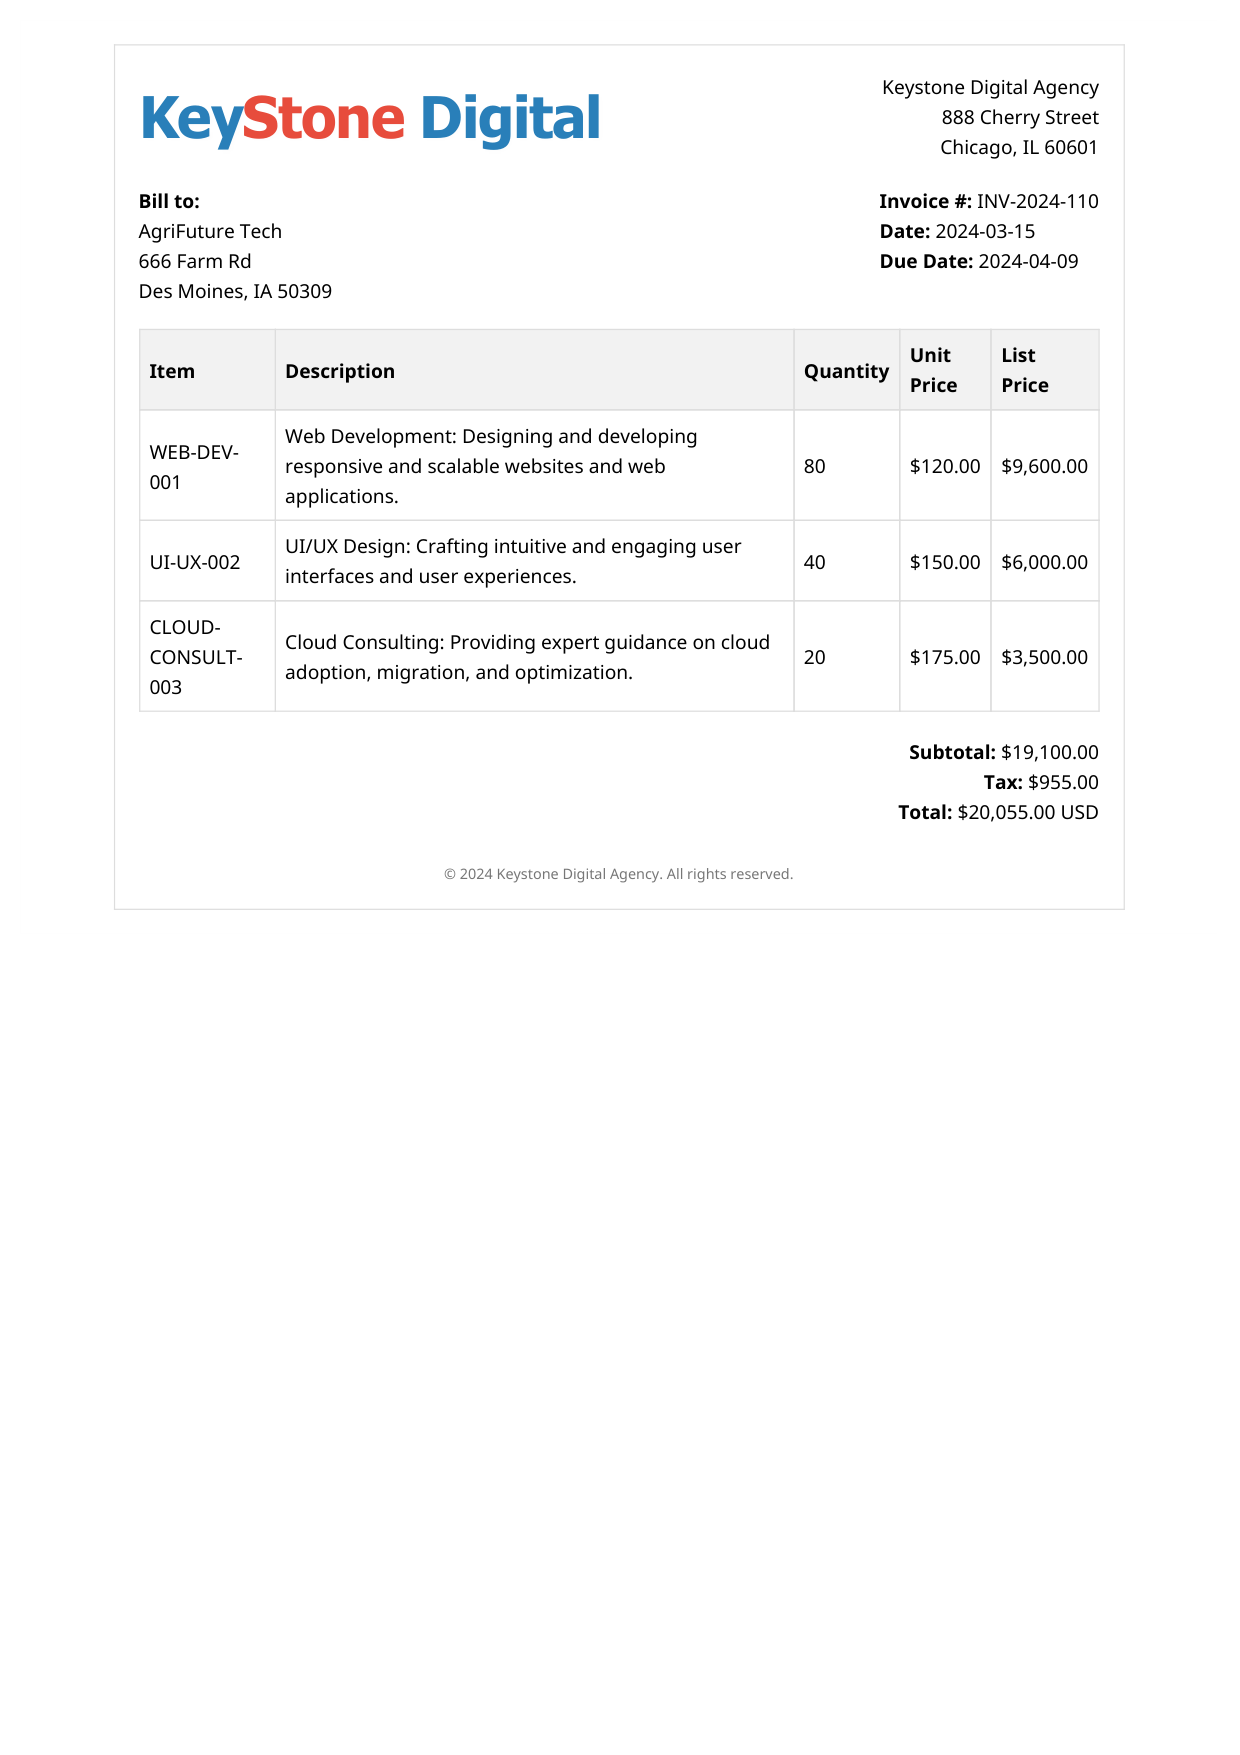 KeyStone Digital
Keystone Digital Agency
888 Cherry Street
Chicago, IL 60601
Bill to:
AgriFuture Tech
666 Farm Rd
Des Moines, IA 50309
Invoice #: INV-2024-110
Date: 2024-03-15
Due Date: 2024-04-09
Item
Description
Quantity
Unit
Price
List
Price
WEB-DEV-
001
Web Development: Designing and developing
responsive and scalable websites and web
applications.
80
$120.00
$9,600.00
UI-UX-002
UI/UX Design: Crafting intuitive and engaging user
interfaces and user experiences.
40
$150.00
$6,000.00
CLOUD-
CONSULT-
003
Cloud Consulting: Providing expert guidance on cloud
adoption, migration, and optimization.
20
$175.00
$3,500.00
Subtotal: $19,100.00
Tax: $955.00
Total: $20,055.00 USD
© 2024 Keystone Digital Agency. All rights reserved.